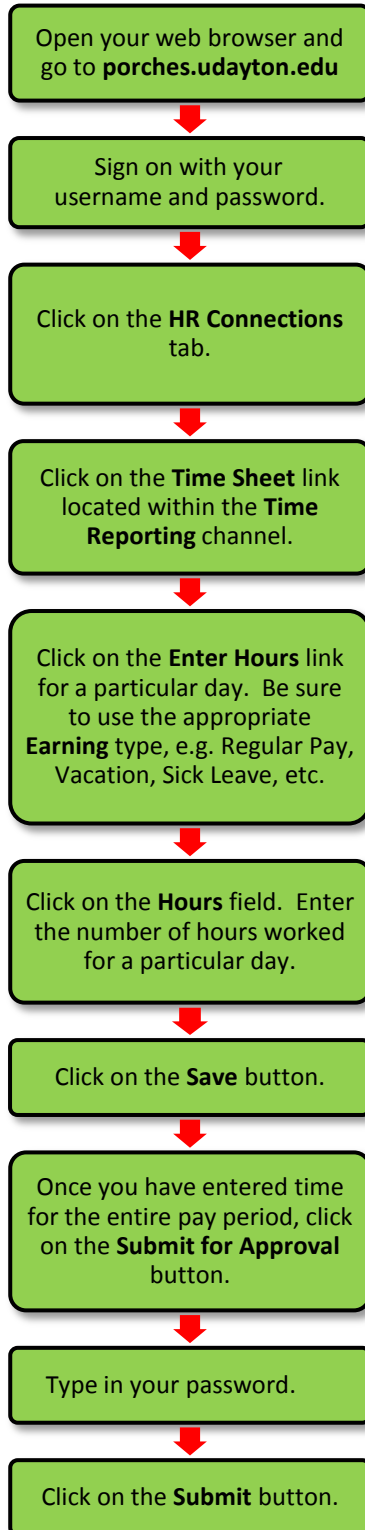 Open your web browser and
go to porches.udayton.edu
Sign on with your
username and password.
Click on the HR Connections
tab.
Click on the Time Sheet link
located within the Time
Reporting channel.
Click on the Enter Hours link
for a particular day.  Be sure
to use the appropriate
Earning type, e.g. Regular Pay,
Vacation, Sick Leave, etc.
Click on the Hours field.  Enter
the number of hours worked
for a particular day.
Click on the Save button.
Once you have entered time
for the entire pay period, click
on the Submit for Approval
button.
Type in your password.
Click on the Submit button.